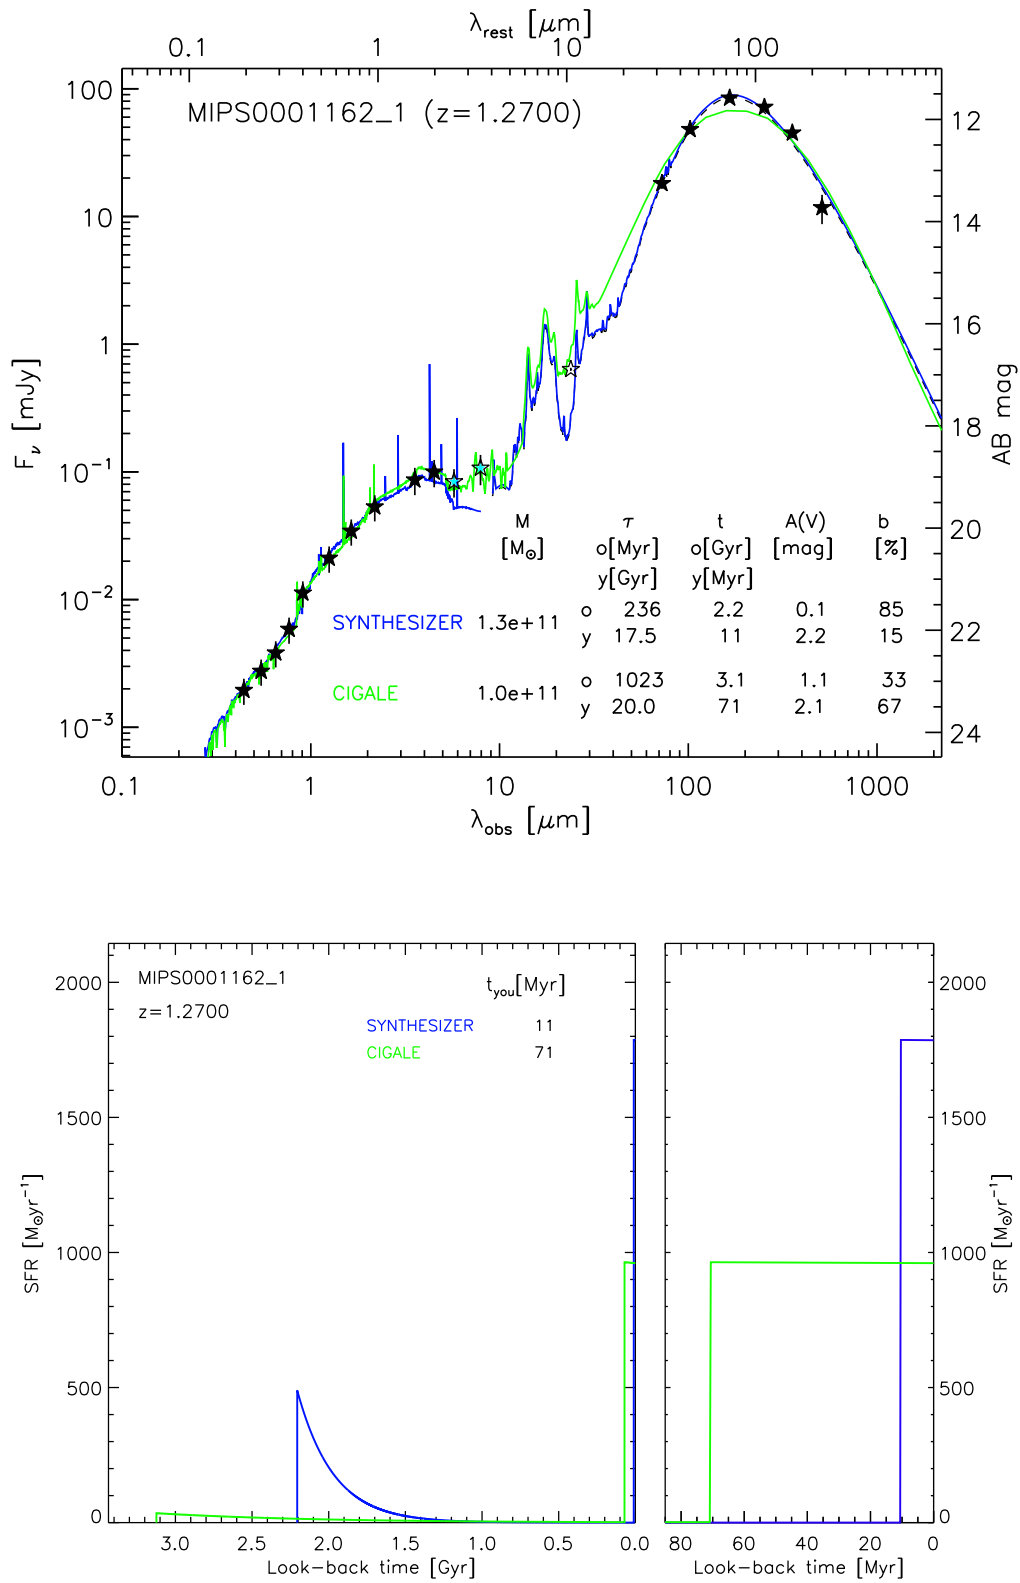 λrest [μm]
0.1 1 10 100
MIPS0001162_1 (z=1.2700)
100
10
1
10⁻¹
10⁻²
10⁻³
Fν [mJy]
12
14
16
18
20
22
24
AB mag
M τ t A(V) b
[M⊙] o[Myr] o[Gyr] [mag] [%]
y[Gyr] y[Myr]
SYNTHESIZER 1.3e+11
o 236 2.2 0.1 85
y 17.5 11 2.2 15
CIGALE 1.0e+11
o 1023 3.1 1.1 33
y 20.0 71 2.1 67
0.1 1 10 100 1000
λobs [μm]
MIPS0001162_1
z=1.2700
tyou[Myr]
SYNTHESIZER 11
CIGALE 71
2000
1500
1000
500
0
SFR [M⊙yr⁻¹]
3.0 2.5 2.0 1.5 1.0 0.5 0.0
Look-back time [Gyr]
2000
1500
1000
500
0
SFR [M⊙yr⁻¹]
80 60 40 20 0
Look-back time [Myr]